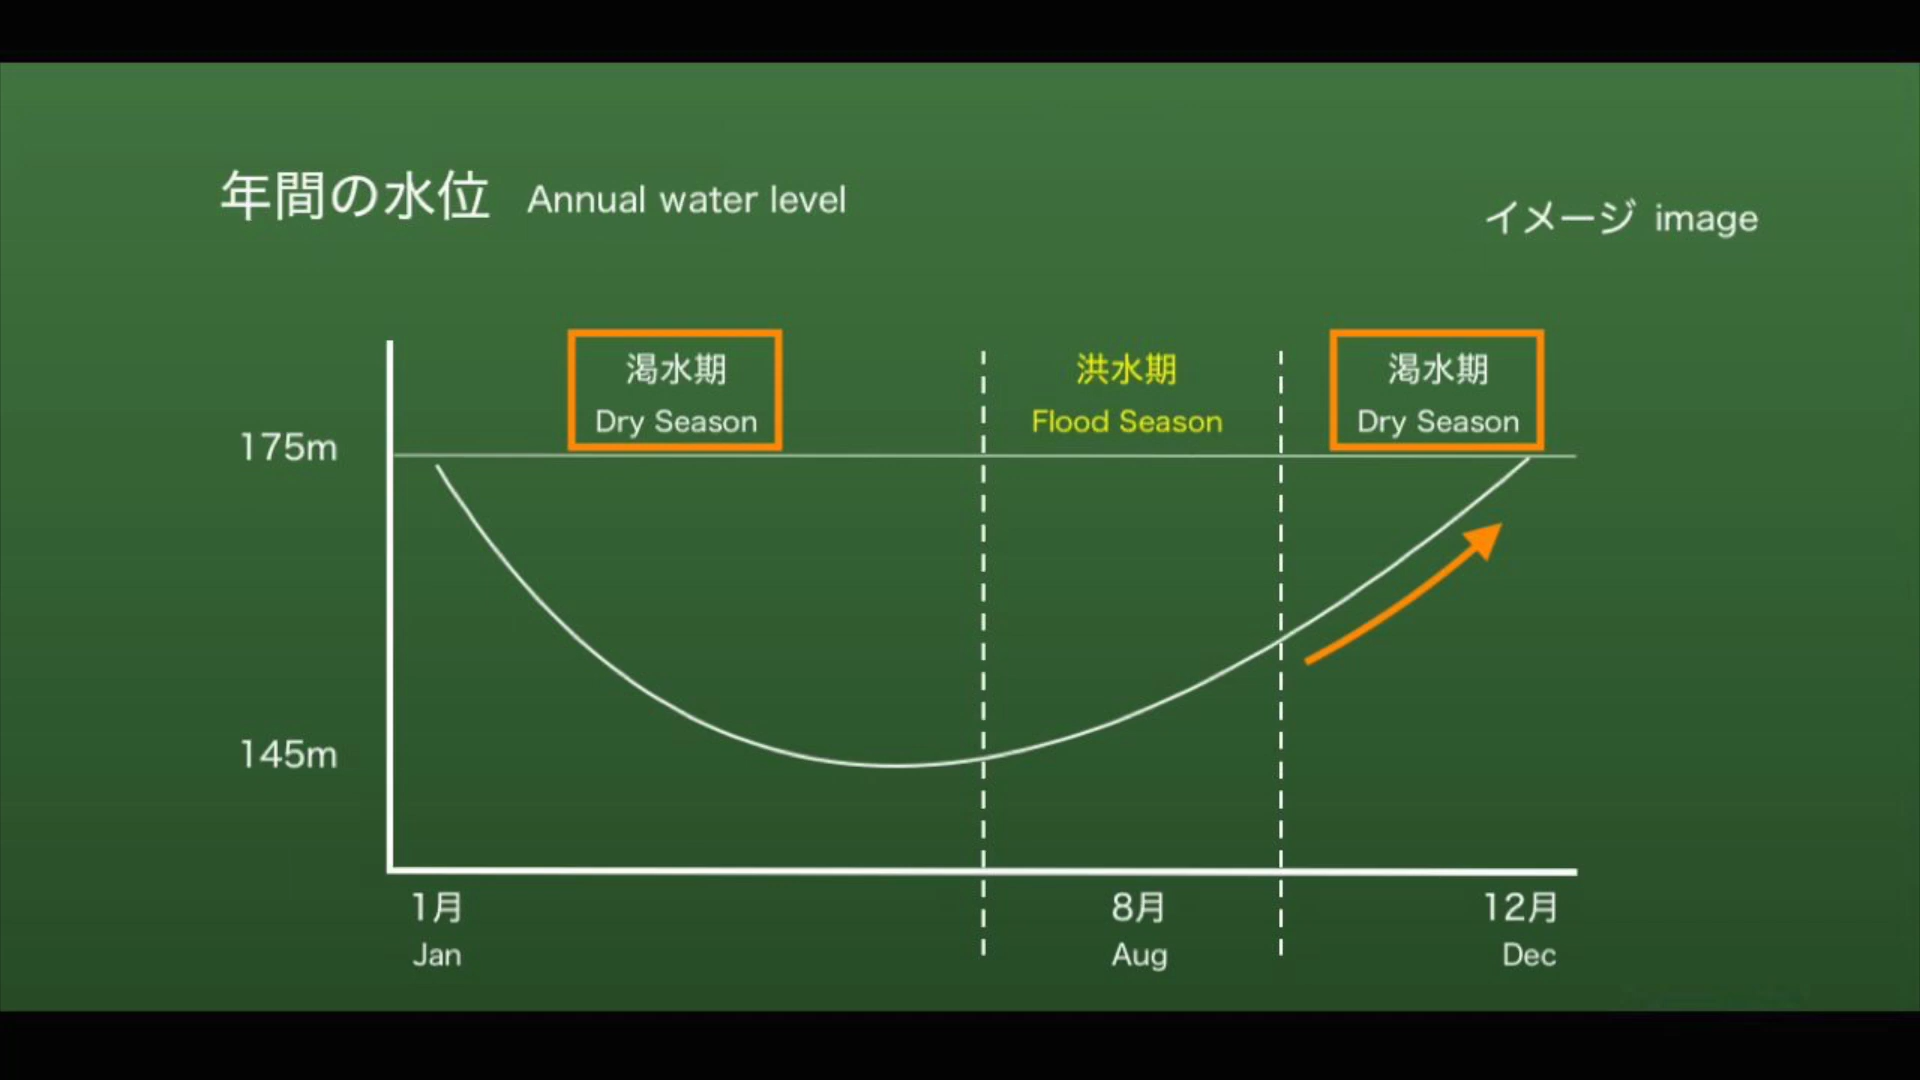 年間の水位 Annual water level
イメージ image
渇水期
Dry Season
洪水期
Flood Season
渇水期
Dry Season
175m
145m
1月
Jan
8月
Aug
12月
Dec